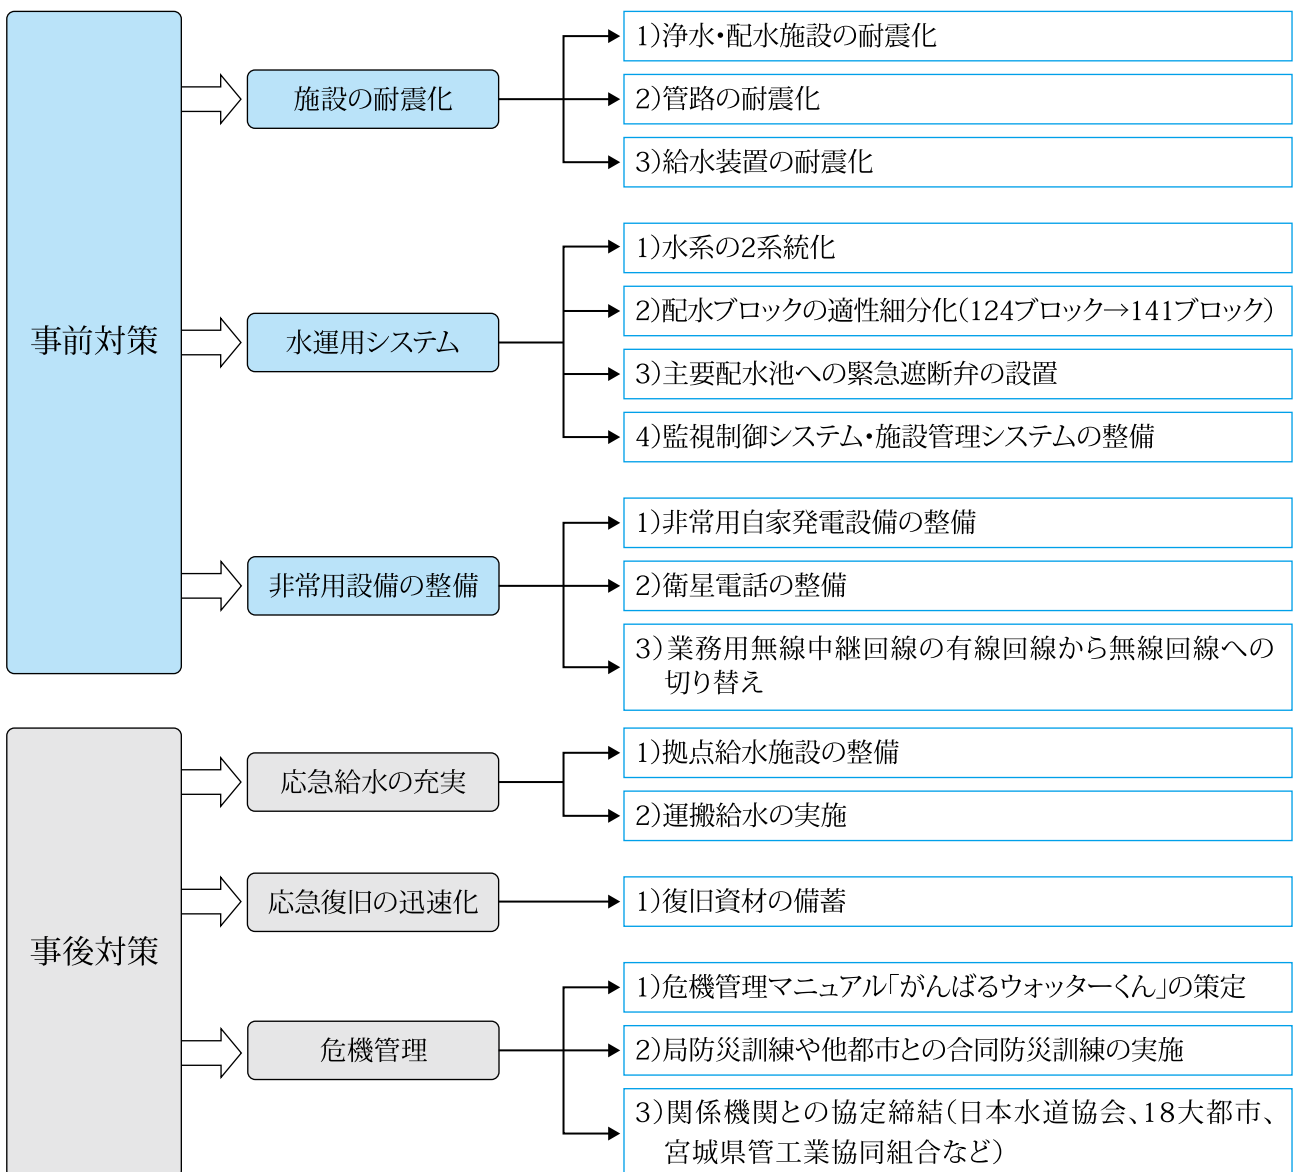 事前対策
施設の耐震化
1)浄水・配水施設の耐震化
2)管路の耐震化
3)給水装置の耐震化
水運用システム
1)水系の2系統化
2)配水ブロックの適性細分化(124ブロック→141ブロック)
3)主要配水池への緊急遮断弁の設置
4)監視制御システム・施設管理システムの整備
非常用設備の整備
1)非常用自家発電設備の整備
2)衛星電話の整備
3)業務用無線中継回線の有線回線から無線回線への
切り替え
事後対策
応急給水の充実
1)拠点給水施設の整備
2)運搬給水の実施
応急復旧の迅速化
1)復旧資材の備蓄
危機管理
1)危機管理マニュアル「がんばるウォッターくん」の策定
2)局防災訓練や他都市との合同防災訓練の実施
3)関係機関との協定締結(日本水道協会、18大都市、
宮城県管工業協同組合など)